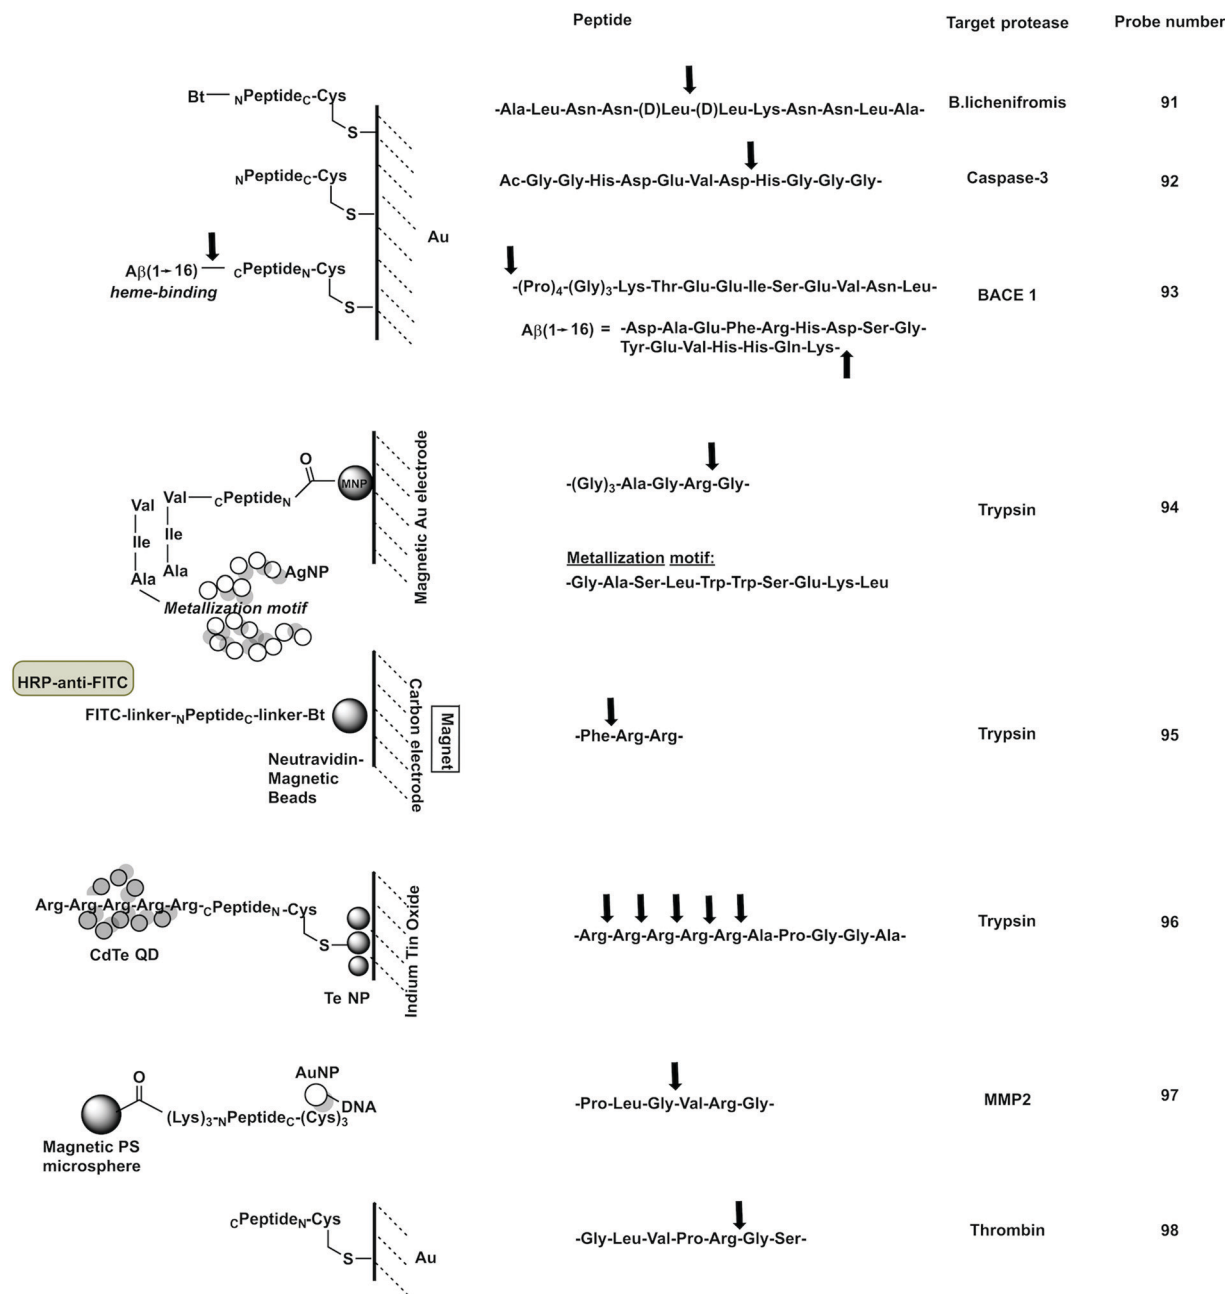 Peptide Target protease Probe number
Bt — NPeptideC-Cys
S
-Ala-Leu-Asn-Asn-(D)Leu-(D)Leu-Lys-Asn-Asn-Leu-Ala-
B.lichenifromis
91
NPeptideC-Cys
S
Ac-Gly-Gly-His-Asp-Glu-Val-Asp-His-Gly-Gly-Gly-
Caspase-3
92
Au
Aβ(1→16) — CPeptideN-Cys
heme-binding
S
-(Pro)4-(Gly)3-Lys-Thr-Glu-Glu-Ile-Ser-Glu-Val-Asn-Leu-
BACE 1
93
Aβ(1→16) = -Asp-Ala-Glu-Phe-Arg-His-Asp-Ser-Gly-
Tyr-Glu-Val-His-His-Gln-Lys-
O
MNP
Val
Val—CPeptideN
Ile
Ile
Ala
Ala
AgNP
Metallization motif
Magnetic Au electrode
-(Gly)3-Ala-Gly-Arg-Gly-
Trypsin
94
Metallization motif:
-Gly-Ala-Ser-Leu-Trp-Trp-Ser-Glu-Lys-Leu
HRP-anti-FITC
FITC-linker-NPeptideC-linker-Bt
Neutravidin-
Magnetic
Beads
Carbon electrode
Magnet
-Phe-Arg-Arg-
Trypsin
95
Arg-Arg-Arg-Arg-Arg-CPeptideN-Cys
CdTe QD
S
Te NP
Indium Tin Oxide
-Arg-Arg-Arg-Arg-Arg-Ala-Pro-Gly-Gly-Ala-
Trypsin
96
O
AuNP
DNA
(Lys)3-NPeptideC-(Cys)3
Magnetic PS
microsphere
-Pro-Leu-Gly-Val-Arg-Gly-
MMP2
97
CPeptideN-Cys
S
Au
-Gly-Leu-Val-Pro-Arg-Gly-Ser-
Thrombin
98